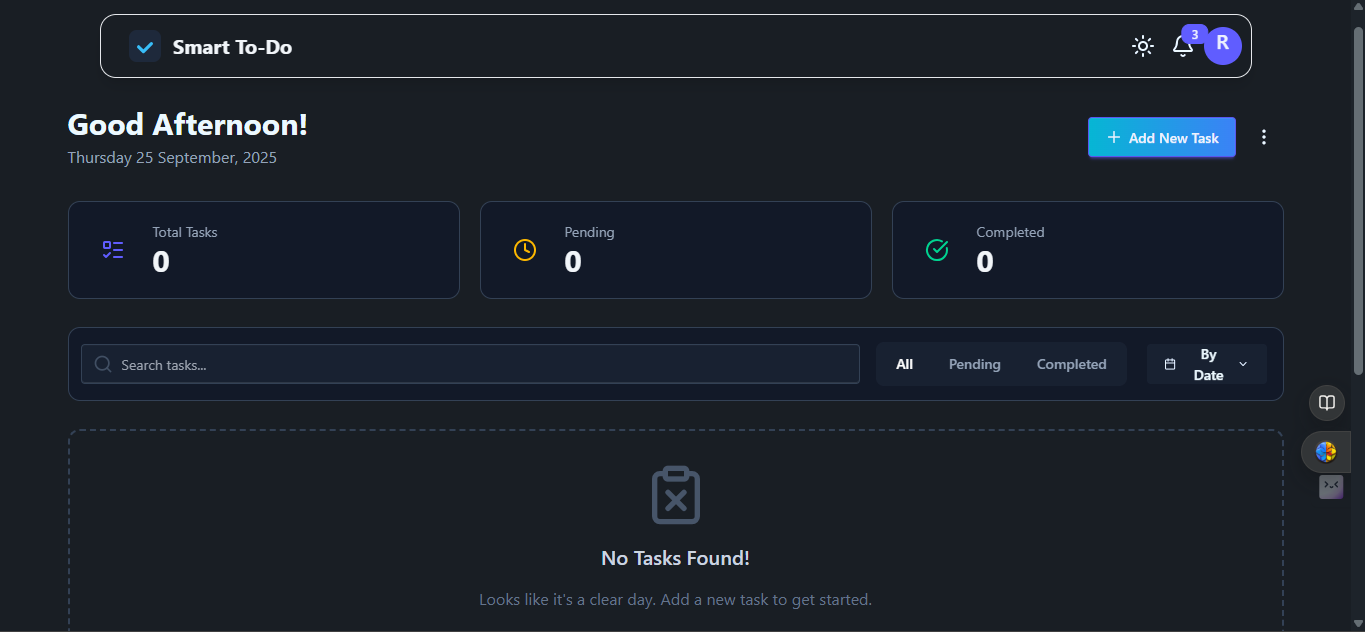 Smart To-Do
3
R
Good Afternoon!
Thursday 25 September, 2025
+ Add New Task
Total Tasks
0
Pending
0
Completed
0
Search tasks...
All
Pending
Completed
By
Date
No Tasks Found!
Looks like it's a clear day. Add a new task to get started.